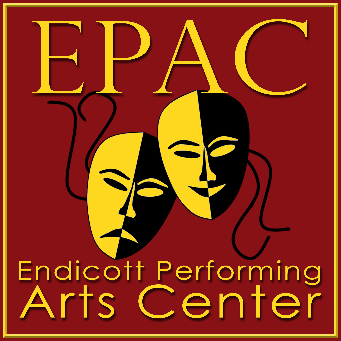 EPAC
Endicott Performing
Arts Center